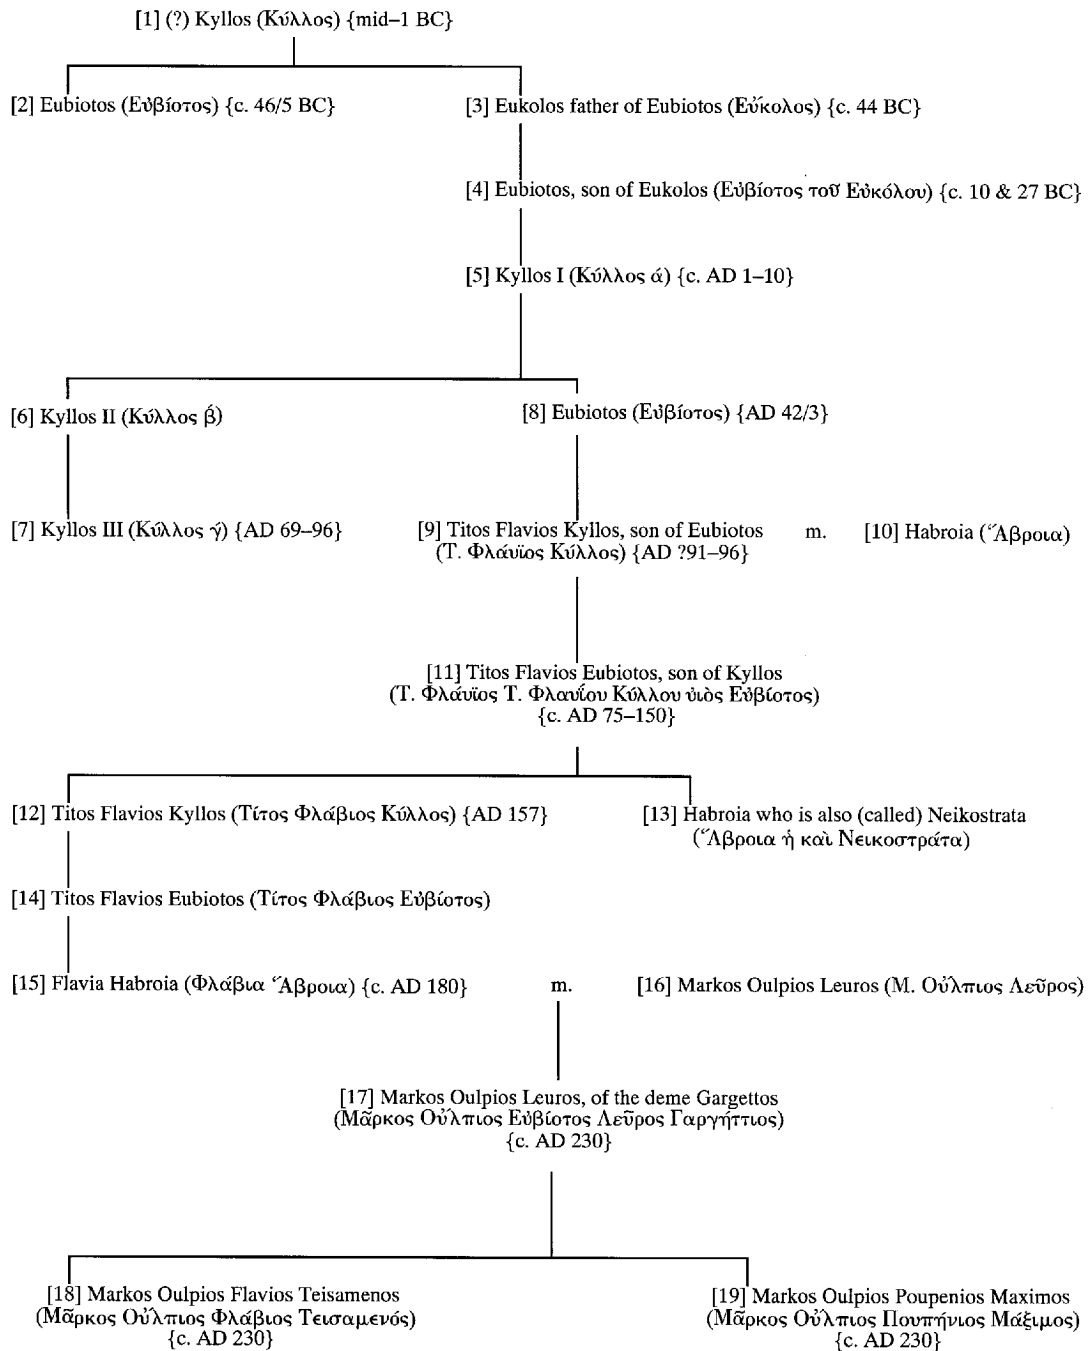 [1] (?) Kyllos (Κύλλος) {mid–1 BC}
[2] Eubiotos (Εὐβίοτος) {c. 46/5 BC}
[3] Eukolos father of Eubiotos (Εὔκολος) {c. 44 BC}
[4] Eubiotos, son of Eukolos (Εὐβίοτος τοῦ Εὐκόλου) {c. 10 & 27 BC}
[5] Kyllos I (Κύλλος ά) {c. AD 1–10}
[6] Kyllos II (Κύλλος β́)
[8] Eubiotos (Εὐβίοτος) {AD 42/3}
[7] Kyllos III (Κύλλος γ́) {AD 69–96}
[9] Titos Flavios Kyllos, son of Eubiotos m. [10] Habroia (Ἅβροια)
(Τ. Φλάυϊος Κύλλος) {AD ?91–96}
[11] Titos Flavios Eubiotos, son of Kyllos
(Τ. Φλάυϊος Τ. Φλαυΐου Κύλλου ὑιὸς Εὐβίοτος)
{c. AD 75–150}
[12] Titos Flavios Kyllos (Τίτος Φλάβιος Κύλλος) {AD 157}
[13] Habroia who is also (called) Neikostrata
(Ἅβροια ἡ καὶ Νεικοστράτα)
[14] Titos Flavios Eubiotos (Τίτος Φλάβιος Εὐβίοτος)
[15] Flavia Habroia (Φλάβια Ἅβροια) {c. AD 180} m. [16] Markos Oulpios Leuros (Μ. Οὔλπιος Λεῦρος)
[17] Markos Oulpios Leuros, of the deme Gargettos
(Μᾶρκος Οὔλπιος Εὐβίοτος Λεῦρος Γαργήττιος)
{c. AD 230}
[18] Markos Oulpios Flavios Teisamenos
(Μᾶρκος Οὔλπιος Φλάβιος Τεισαμενός)
{c. AD 230}
[19] Markos Oulpios Poupenios Maximos
(Μᾶρκος Οὔλπιος Πουπήνιος Μάξιμος)
{c. AD 230}